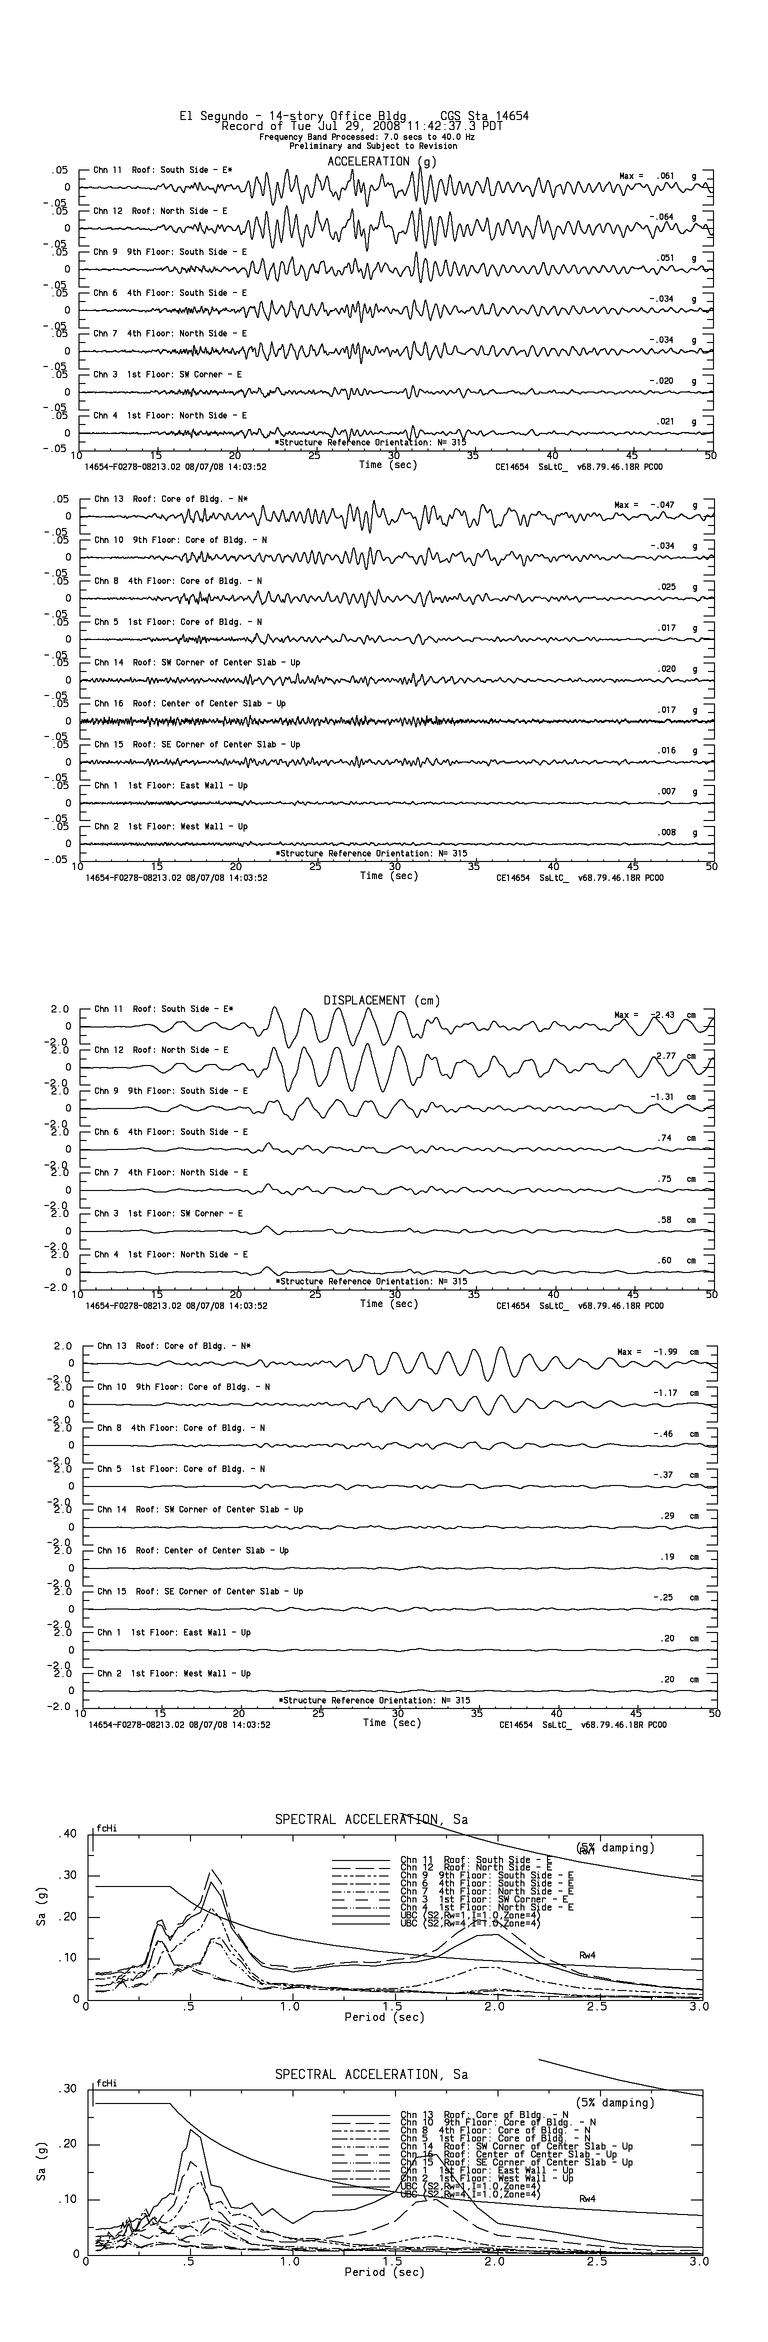 El Segundo - 14-story Office Bldg CGS Sta 14654
Record of Tue Jul 29, 2008 11:42:37.3 PDT
Frequency Band Processed: 7.0 secs to 40.0 Hz
Preliminary and Subject to Revision
ACCELERATION (g)
.05 Chn 11 Roof: South Side - E* Max = .061 g
0
-.05
.05 Chn 12 Roof: North Side - E -.064 g
0
-.05
.05 Chn 9 9th Floor: South Side - E .051 g
0
-.05
.05 Chn 6 4th Floor: South Side - E -.034 g
0
-.05
.05 Chn 7 4th Floor: North Side - E -.034 g
0
-.05
.05 Chn 3 1st Floor: SW Corner - E -.020 g
0
-.05
.05 Chn 4 1st Floor: North Side - E .021 g
0
-.05 *Structure Reference Orientation: N= 315
10 15 20 25 30 35 40 45 50
Time (sec)
14654-F0278-08213.02 08/07/08 14:03:52 CE14654 SsLtC_ v68.79.46.18R PC00
.05 Chn 13 Roof: Core of Bldg. - N* Max = -.047 g
0
-.05
.05 Chn 10 9th Floor: Core of Bldg. - N -.034 g
0
-.05
.05 Chn 8 4th Floor: Core of Bldg. - N .025 g
0
-.05
.05 Chn 5 1st Floor: Core of Bldg. - N .017 g
0
-.05
.05 Chn 14 Roof: SW Corner of Center Slab - Up .020 g
0
-.05
.05 Chn 16 Roof: Center of Center Slab - Up .017 g
0
-.05
.05 Chn 15 Roof: SE Corner of Center Slab - Up .016 g
0
-.05
.05 Chn 1 1st Floor: East Wall - Up .007 g
0
-.05
.05 Chn 2 1st Floor: West Wall - Up .008 g
0
-.05 *Structure Reference Orientation: N= 315
10 15 20 25 30 35 40 45 50
Time (sec)
14654-F0278-08213.02 08/07/08 14:03:52 CE14654 SsLtC_ v68.79.46.18R PC00
DISPLACEMENT (cm)
2.0 Chn 11 Roof: South Side - E* Max = -2.43 cm
0
-2.0
2.0 Chn 12 Roof: North Side - E 2.77 cm
0
-2.0
2.0 Chn 9 9th Floor: South Side - E -1.31 cm
0
-2.0
2.0 Chn 6 4th Floor: South Side - E .74 cm
0
-2.0
2.0 Chn 7 4th Floor: North Side - E .75 cm
0
-2.0
2.0 Chn 3 1st Floor: SW Corner - E .58 cm
0
-2.0
2.0 Chn 4 1st Floor: North Side - E .60 cm
0
-2.0 *Structure Reference Orientation: N= 315
10 15 20 25 30 35 40 45 50
Time (sec)
14654-F0278-08213.02 08/07/08 14:03:52 CE14654 SsLtC_ v68.79.46.18R PC00
2.0 Chn 13 Roof: Core of Bldg. - N* Max = -1.99 cm
0
-2.0
2.0 Chn 10 9th Floor: Core of Bldg. - N -1.17 cm
0
-2.0
2.0 Chn 8 4th Floor: Core of Bldg. - N -.46 cm
0
-2.0
2.0 Chn 5 1st Floor: Core of Bldg. - N -.37 cm
0
-2.0
2.0 Chn 14 Roof: SW Corner of Center Slab - Up .29 cm
0
-2.0
2.0 Chn 16 Roof: Center of Center Slab - Up .19 cm
0
-2.0
2.0 Chn 15 Roof: SE Corner of Center Slab - Up -.25 cm
0
-2.0
2.0 Chn 1 1st Floor: East Wall - Up .20 cm
0
-2.0
2.0 Chn 2 1st Floor: West Wall - Up .20 cm
0
-2.0 *Structure Reference Orientation: N= 315
10 15 20 25 30 35 40 45 50
Time (sec)
14654-F0278-08213.02 08/07/08 14:03:52 CE14654 SsLtC_ v68.79.46.18R PC00
SPECTRAL ACCELERATION, Sa
fcHi
.40
(5% damping)
Chn 11 Roof: South Side - E
Chn 12 Roof: North Side - E
.30
Chn 9 9th Floor: South Side - E
Chn 6 4th Floor: South Side - E
Chn 7 4th Floor: North Side - E
Chn 3 1st Floor: SW Corner - E
Chn 4 1st Floor: North Side - E
UBC (S2,Rw=1,I=1.0,Zone=4)
UBC (S2,Rw=4,I=1.0,Zone=4)
Sa (g)
.20
.10
Rw4
0
0 .5 1.0 1.5 2.0 2.5 3.0
Period (sec)
SPECTRAL ACCELERATION, Sa
fcHi
.30
(5% damping)
Chn 13 Roof: Core of Bldg. - N
Chn 10 9th Floor: Core of Bldg. - N
Chn 8 4th Floor: Core of Bldg. - N
Chn 5 1st Floor: Core of Bldg. - N
Chn 14 Roof: SW Corner of Center Slab - Up
Chn 16 Roof: Center of Center Slab - Up
Chn 15 Roof: SE Corner of Center Slab - Up
Chn 1 1st Floor: East Wall - Up
Chn 2 1st Floor: West Wall - Up
UBC (S2,Rw=1,I=1.0,Zone=4)
UBC (S2,Rw=4,I=1.0,Zone=4)
Sa (g)
.20
.10
Rw4
0
0 .5 1.0 1.5 2.0 2.5 3.0
Period (sec)